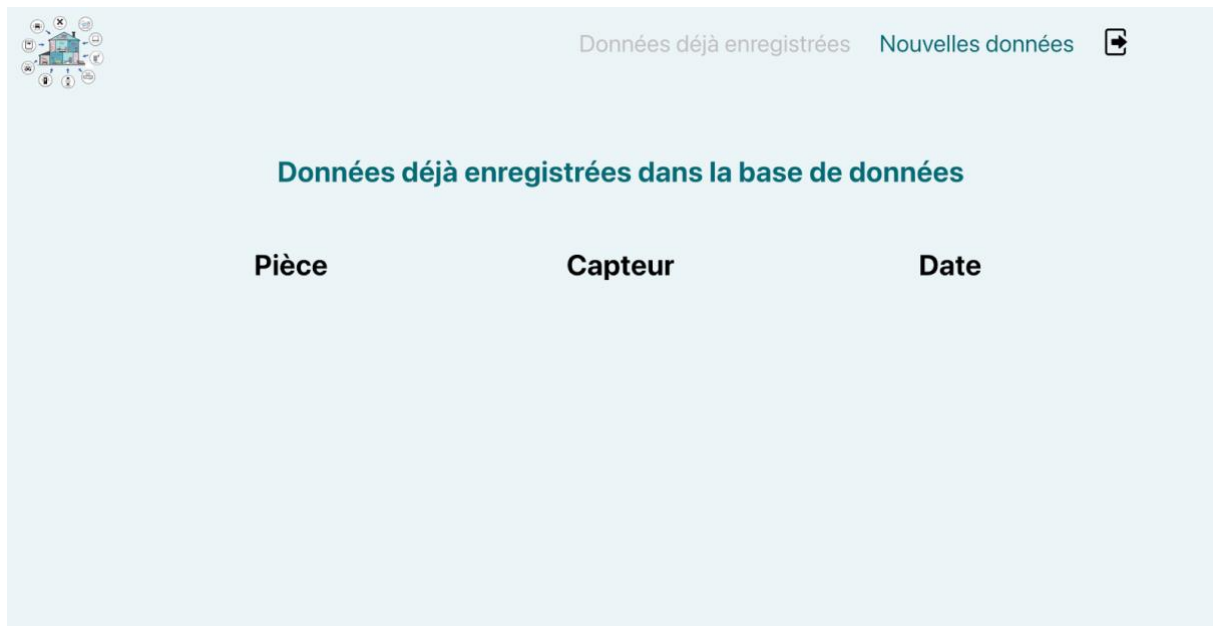 Données déjà enregistrées Nouvelles données
Données déjà enregistrées dans la base de données
Pièce Capteur Date